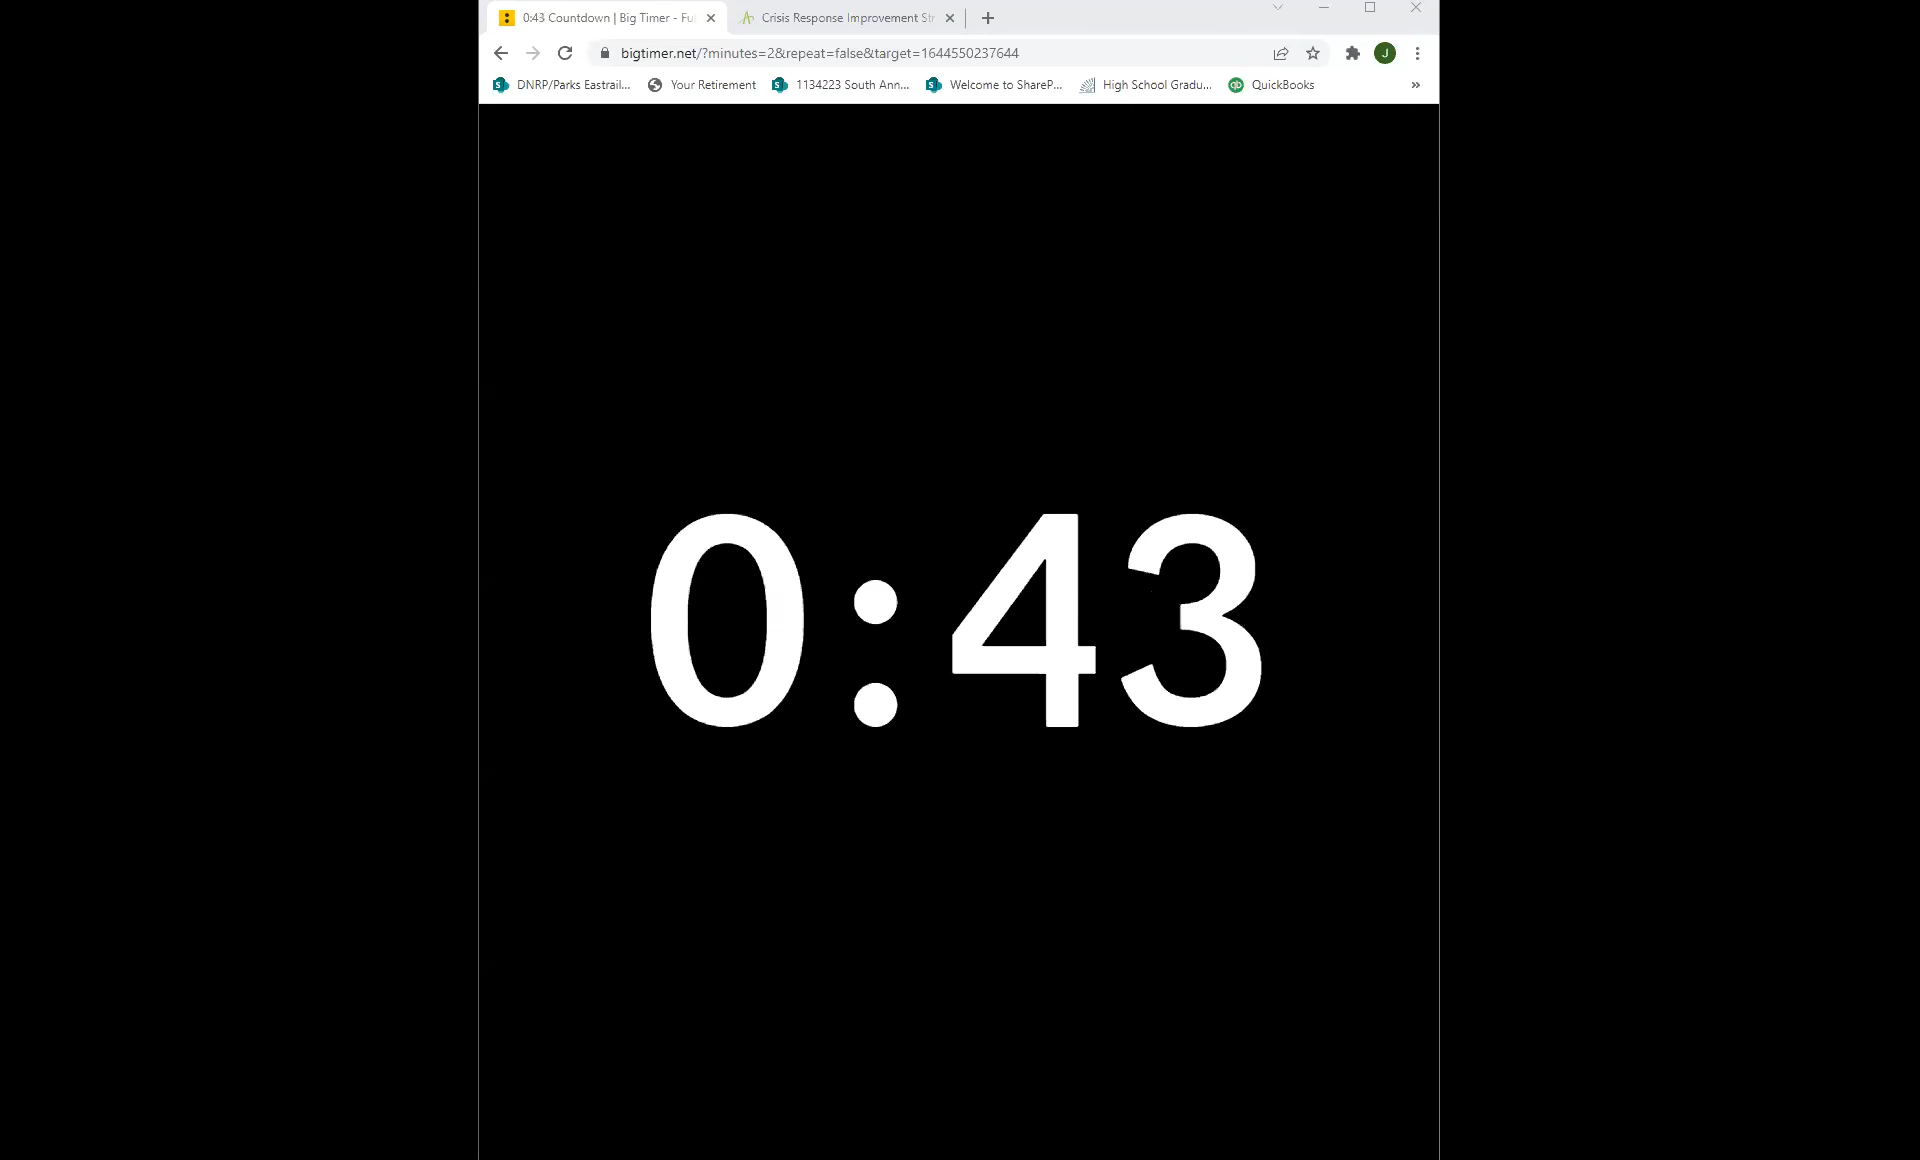 0:43 Countdown | Big Timer - Fu
Crisis Response Improvement Str
bigtimer.net/?minutes=2&repeat=false&target=1644550237644
J
DNRP/Parks Eastrail...
Your Retirement
1134223 South Ann...
Welcome to ShareP...
High School Gradu...
QuickBooks
0:43